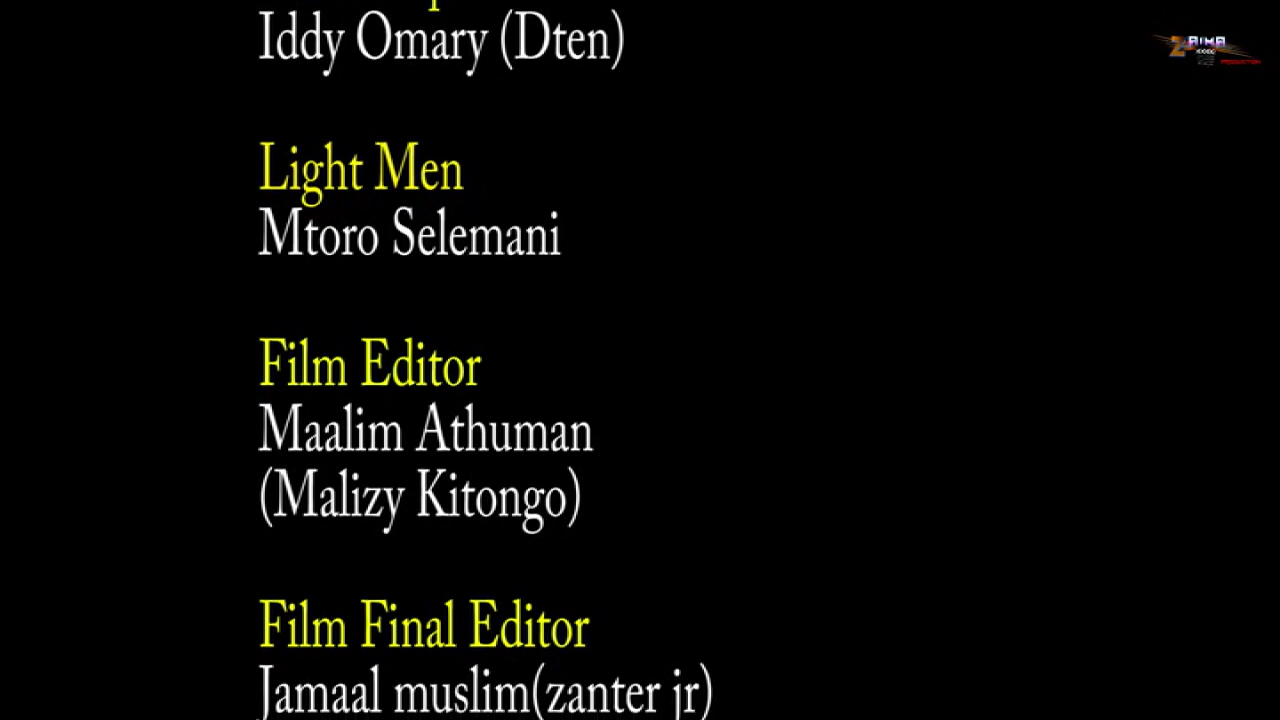 Iddy Omary (Dten)
Light Men
Mtoro Selemani
Film Editor
Maalim Athuman
(Malizy Kitongo)
Film Final Editor
Jamaal muslim(zanter jr)
PRODUCTION